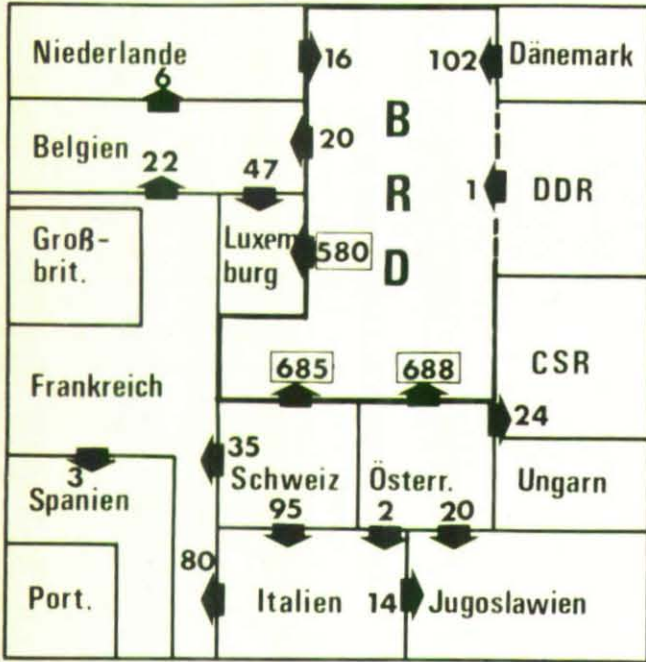 Niederlande
16
102
Dänemark
6
B
Belgien
20
22
47
R
1
DDR
Groß-
brit.
Luxem
burg
580
D
Frankreich
685
688
CSR
24
35
3
Spanien
Schweiz
Österr.
Ungarn
95
2
20
80
Port.
Italien
14
Jugoslawien